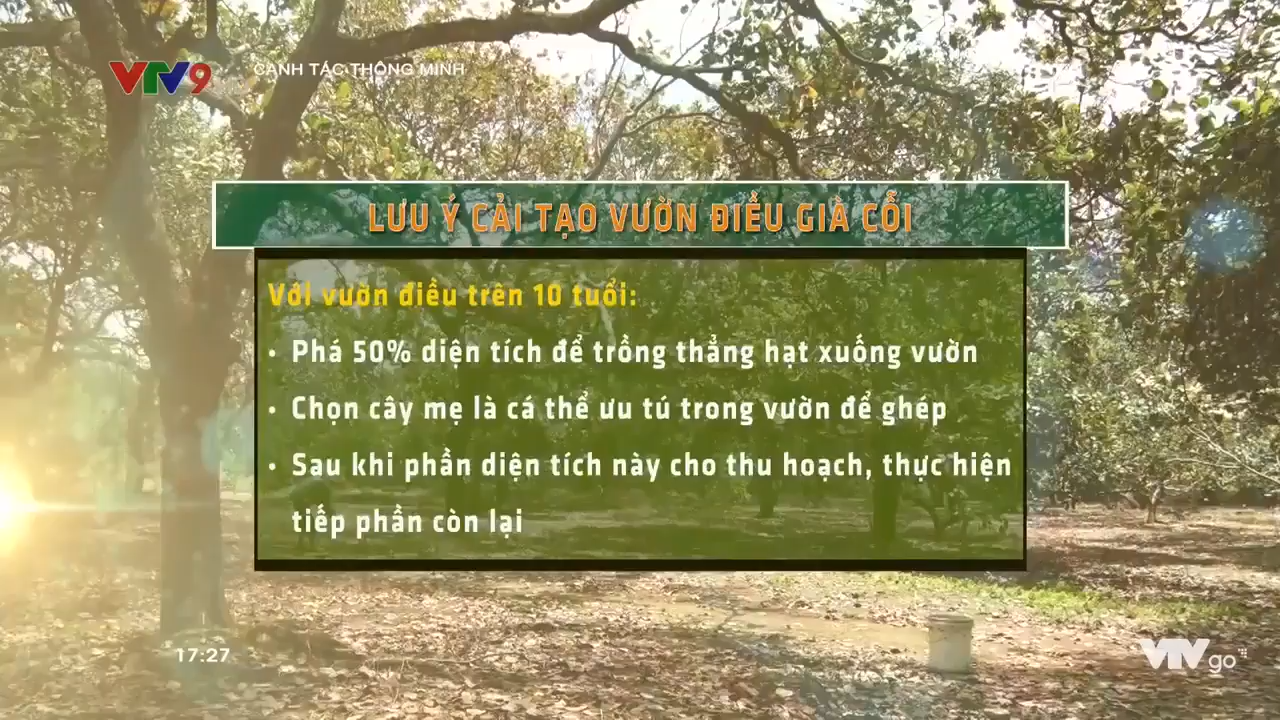 VTV9
CANH TÁC THÔNG MINH
LƯU Ý CẢI TẠO VƯỜN ĐIỀU GIÀ CỖI
Với vườn điều trên 10 tuổi:
• Phá 50% diện tích để trồng thẳng hạt xuống vườn
• Chọn cây mẹ là cá thể ưu tú trong vườn để ghép
• Sau khi phần diện tích này cho thu hoạch, thực hiện
tiếp phần còn lại
17:27
VTVgo